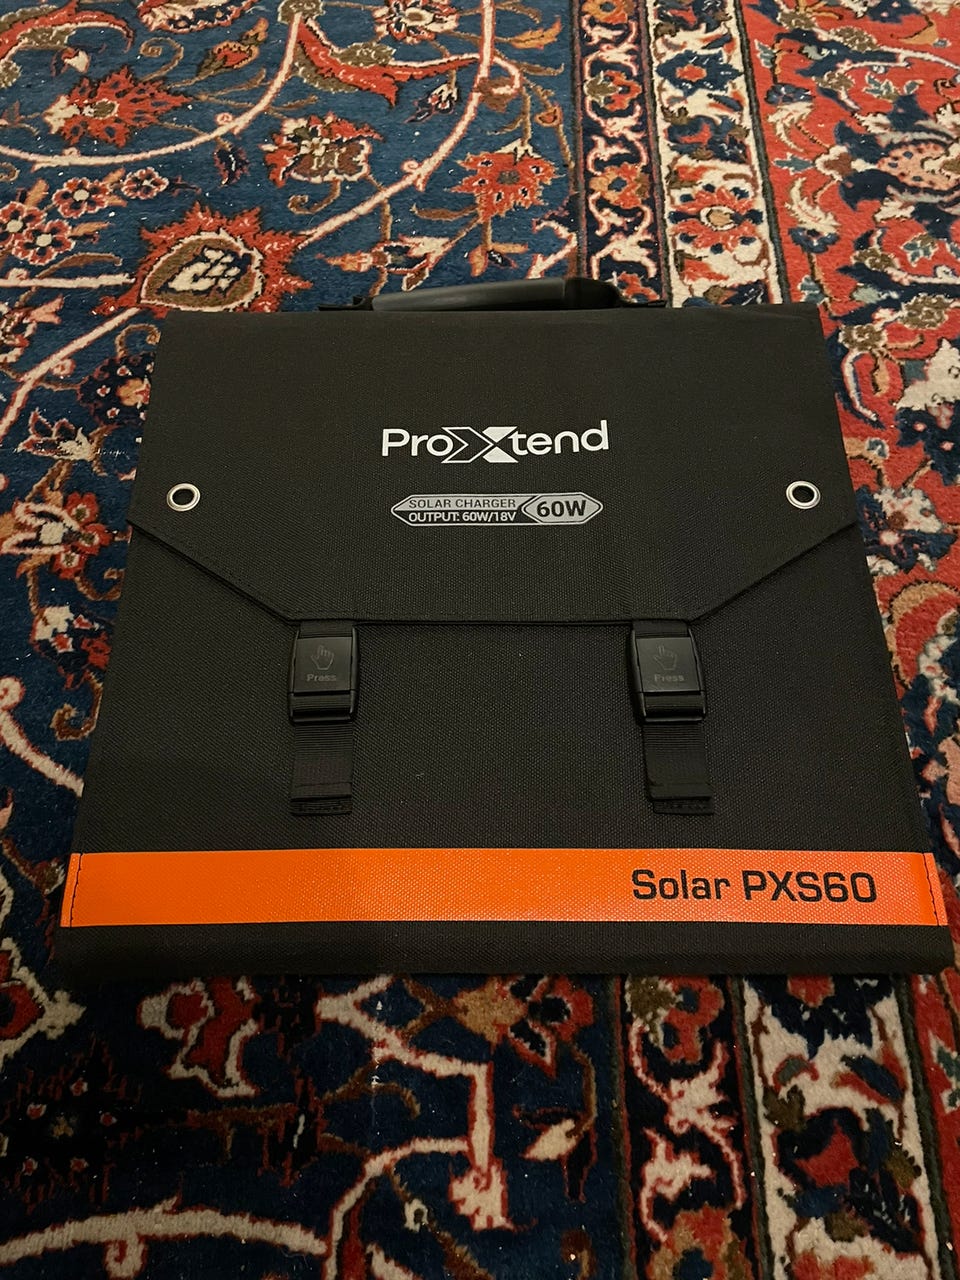 ProXtend
SOLAR CHARGER
OUTPUT: 60W/18V
60W
Press
Press
Solar PXS60